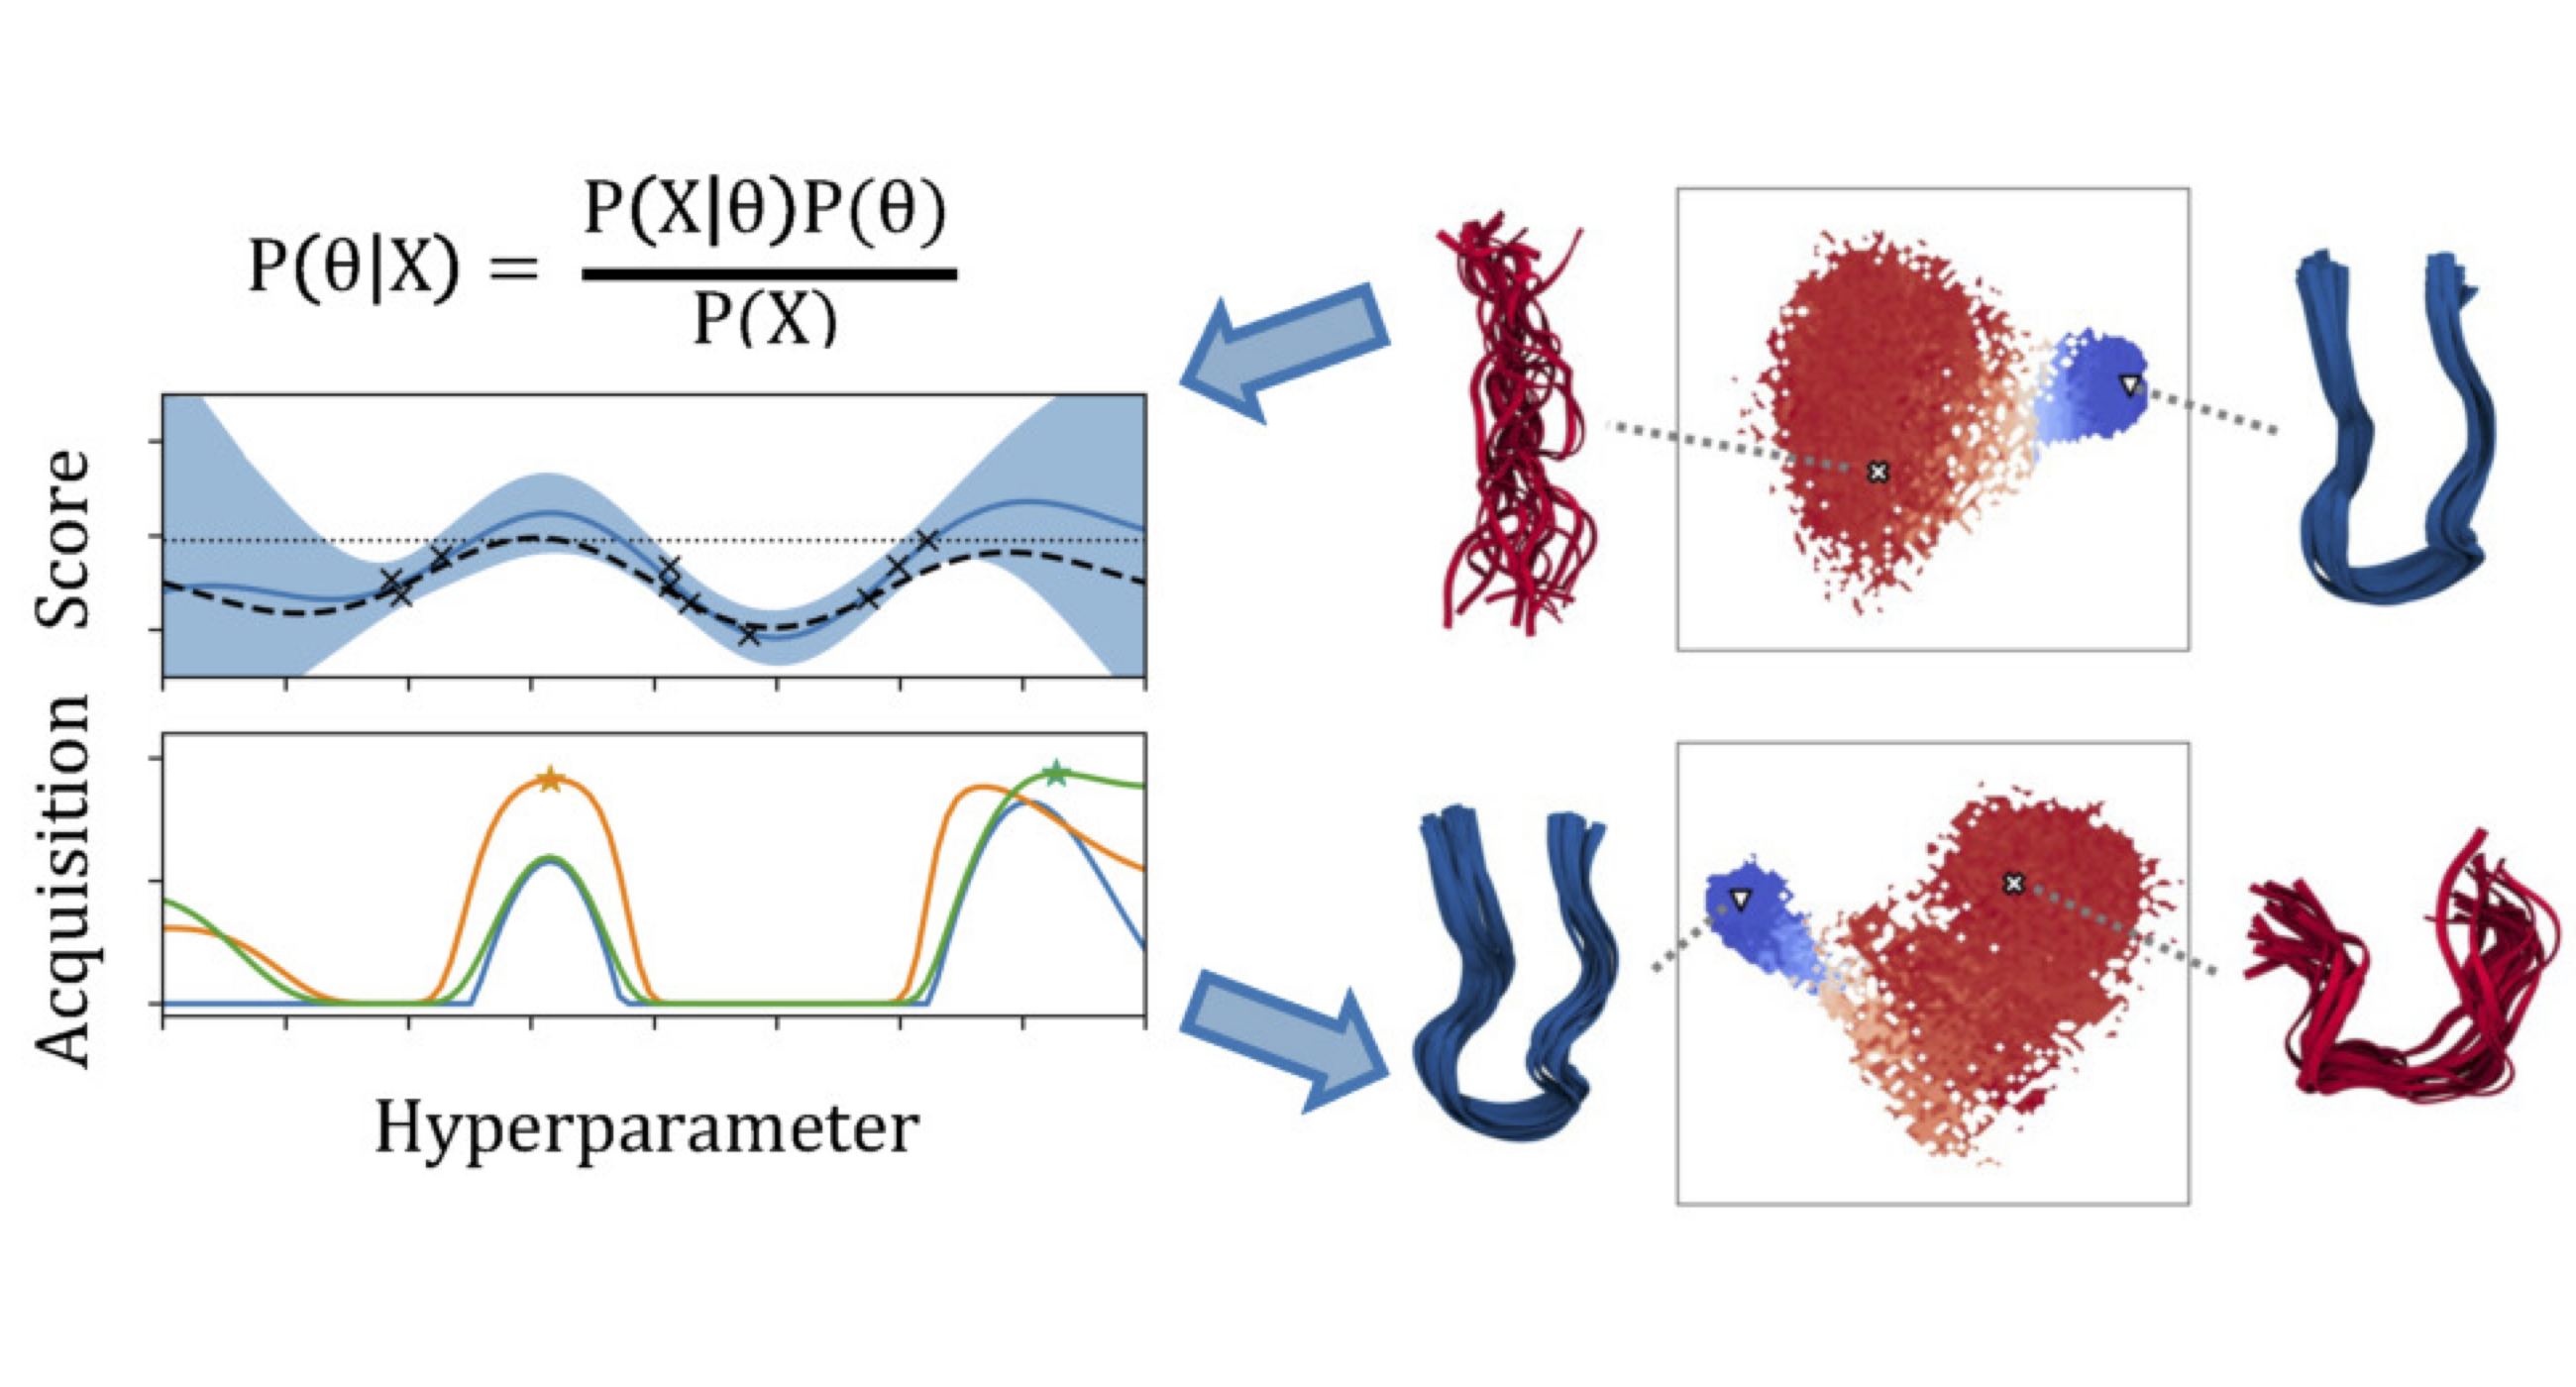 P(θ|X) = P(X|θ)P(θ)
P(X)
Score
Acquisition
Hyperparameter